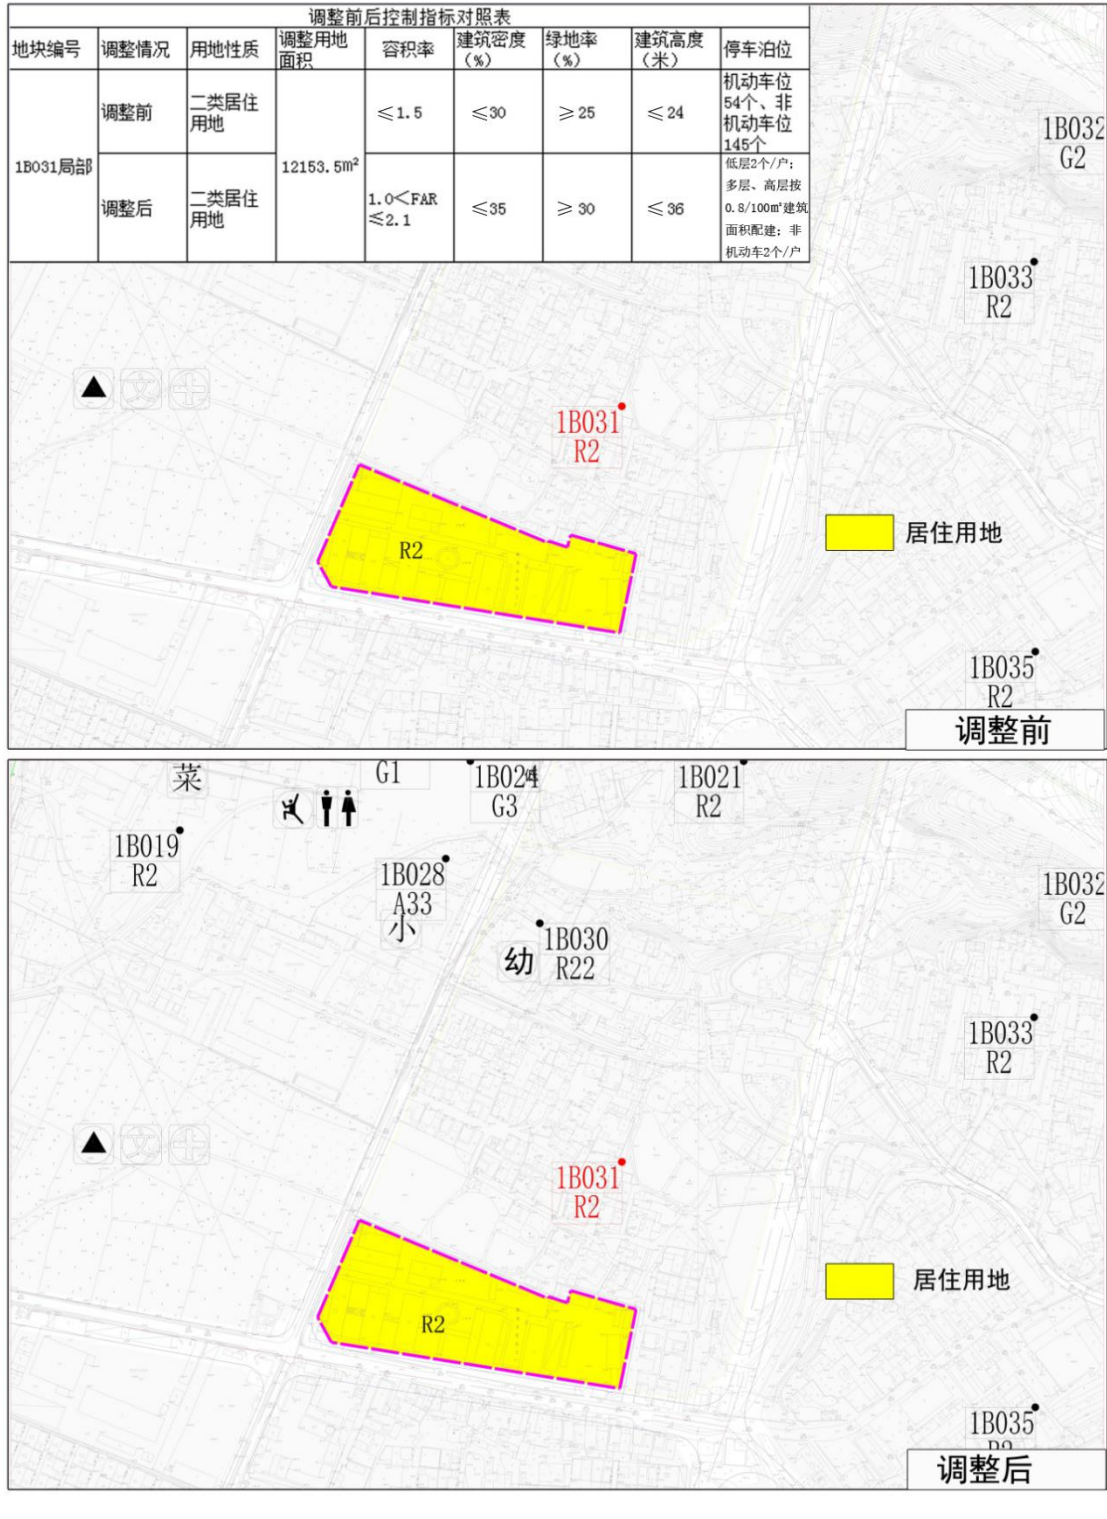 调整前后控制指标对照表
地块编号 调整情况 用地性质 调整用地面积 容积率 建筑密度（%） 绿地率（%） 建筑高度（米） 停车泊位
1B031局部
调整前
二类居住
用地
12153.5㎡
≤1.5
≤30
≥25
≤24
机动车位
54个、非
机动车位
145个
调整后
二类居住
用地
1.0＜FAR
≤2.1
≤35
≥30
≤36
低层2个/户；
多层、高层按
0.8/100㎡建筑
面积配建；非
机动车2个/户
1B032
G2
1B033
R2
文
1B031
R2
R2
居住用地
1B035
R2
调整前
菜
G1
1B024
G3
1B021
R2
1B019
R2
1B028
A33
小
1B032
G2
幼
1B030
R22
1B033
R2
文
1B031
R2
R2
居住用地
1B035
R2
调整后